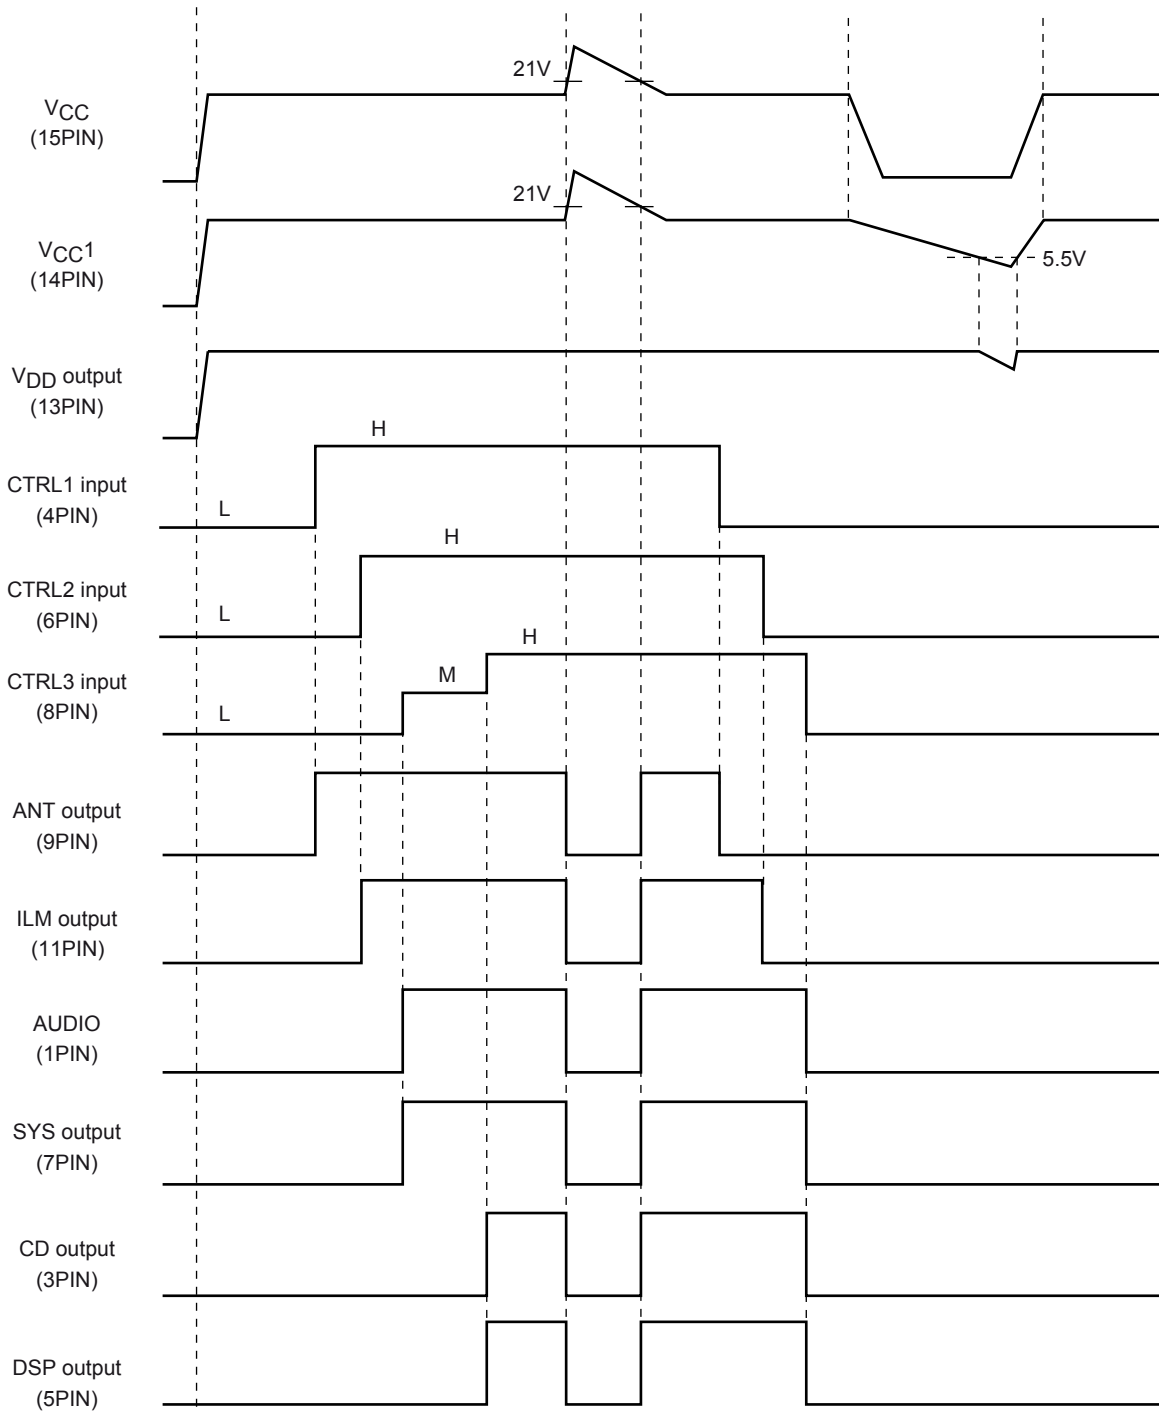 21V
VCC
(15PIN)
21V
VCC1
(14PIN)
5.5V
VDD output
(13PIN)
H
CTRL1 input
(4PIN)
L
H
CTRL2 input
(6PIN)
L
H
M
CTRL3 input
(8PIN)
L
ANT output
(9PIN)
ILM output
(11PIN)
AUDIO
(1PIN)
SYS output
(7PIN)
CD output
(3PIN)
DSP output
(5PIN)